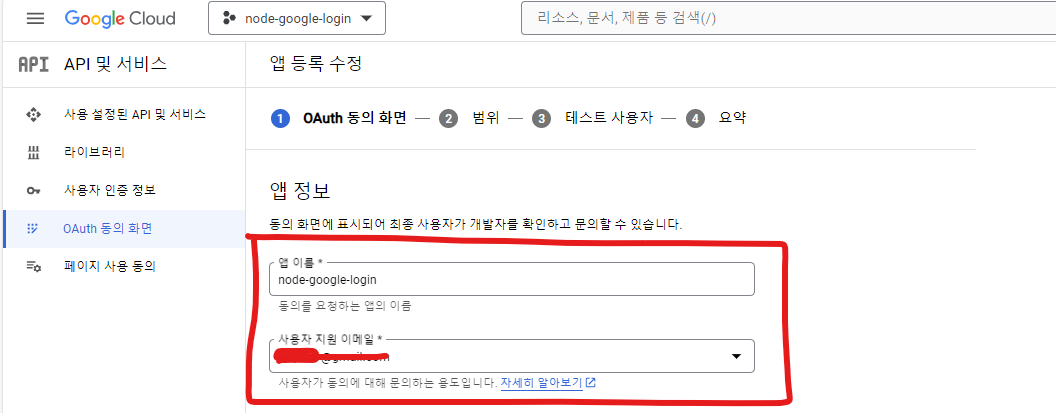 Google Cloud
node-google-login
리소스, 문서, 제품 등 검색(/)
API
API 및 서비스
앱 등록 수정
사용 설정된 API 및 서비스
라이브러리
사용자 인증 정보
OAuth 동의 화면
페이지 사용 동의
1 OAuth 동의 화면 — 2 범위 — 3 테스트 사용자 — 4 요약
앱 정보
동의 화면에 표시되어 최종 사용자가 개발자를 확인하고 문의할 수 있습니다.
앱 이름 *
node-google-login
동의를 요청하는 앱의 이름
사용자 지원 이메일 *
@gmail.com
사용자가 동의에 대해 문의하는 용도입니다. 자세히 알아보기